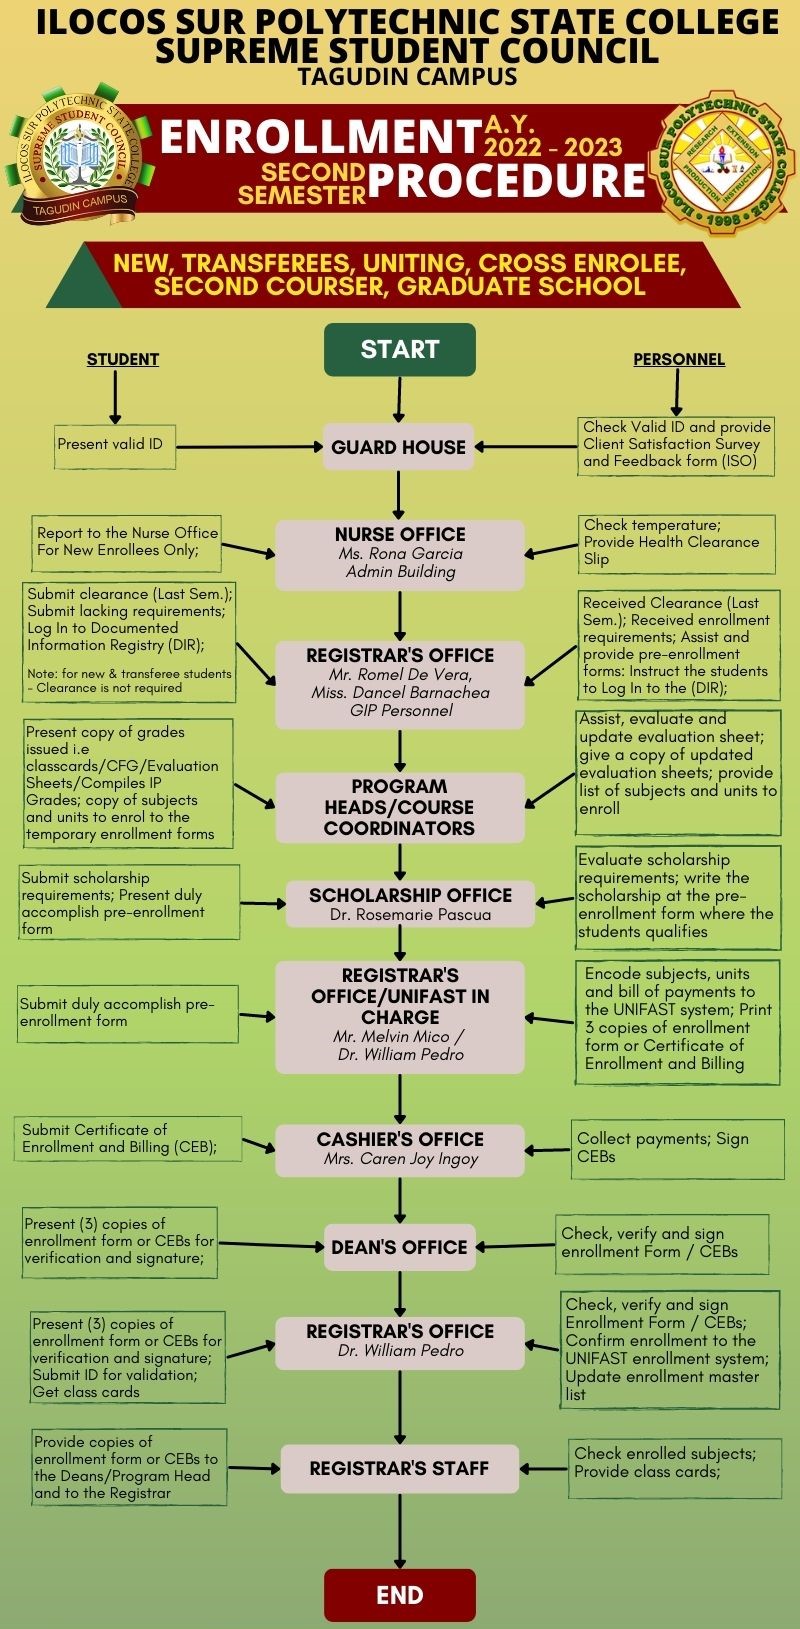 ILOCOS SUR POLYTECHNIC STATE COLLEGE
SUPREME STUDENT COUNCIL
TAGUDIN CAMPUS
ILOCOS SUR POLYTECHNIC STATE COLLEGE
SUPREME STUDENT COUNCIL
TAGUDIN CAMPUS
ENROLLMENT A.Y. 2022 - 2023
SECOND SEMESTER PROCEDURE
ILOCOS SUR POLYTECHNIC STATE COLLEGE
RESEARCH
EXTENSION
PRODUCTION
INSTRUCTION
1998
NEW, TRANSFEREES, UNITING, CROSS ENROLEE,
SECOND COURSER, GRADUATE SCHOOL
START
STUDENT
PERSONNEL
Present valid ID
GUARD HOUSE
Check Valid ID and provide
Client Satisfaction Survey
and Feedback form (ISO)
Report to the Nurse Office
For New Enrollees Only;
NURSE OFFICE
Ms. Rona Garcia
Admin Building
Check temperature;
Provide Health Clearance
Slip
Submit clearance (Last Sem.);
Submit lacking requirements;
Log In to Documented
Information Registry (DIR);
Note: for new & transferee students
- Clearance is not required
REGISTRAR'S OFFICE
Mr. Romel De Vera,
Miss. Dancel Barnachea
GIP Personnel
Received Clearance (Last
Sem.); Received enrollment
requirements; Assist and
provide pre-enrollment
forms: Instruct the students
to Log In to the (DIR);
Present copy of grades
issued i.e
classcards/CFG/Evaluation
Sheets/Compiles IP
Grades; copy of subjects
and units to enrol to the
temporary enrollment forms
PROGRAM
HEADS/COURSE
COORDINATORS
Assist, evaluate and
update evaluation sheet;
give a copy of updated
evaluation sheets; provide
list of subjects and units to
enroll
Submit scholarship
requirements; Present duly
accomplish pre-enrollment
form
SCHOLARSHIP OFFICE
Dr. Rosemarie Pascua
Evaluate scholarship
requirements; write the
scholarship at the pre-
enrollment form where the
students qualifies
Submit duly accomplish pre-
enrollment form
REGISTRAR'S
OFFICE/UNIFAST IN
CHARGE
Mr. Melvin Mico /
Dr. William Pedro
Encode subjects, units
and bill of payments to
the UNIFAST system; Print
3 copies of enrollment
form or Certificate of
Enrollment and Billing
Submit Certificate of
Enrollment and Billing (CEB);
CASHIER'S OFFICE
Mrs. Caren Joy Ingoy
Collect payments; Sign
CEBs
Present (3) copies of
enrollment form or CEBs for
verification and signature;
DEAN'S OFFICE
Check, verify and sign
enrollment Form / CEBs
Present (3) copies of
enrollment form or CEBs for
verification and signature;
Submit ID for validation;
Get class cards
REGISTRAR'S OFFICE
Dr. William Pedro
Check, verify and sign
Enrollment Form / CEBs;
Confirm enrollment to the
UNIFAST enrollment system;
Update enrollment master
list
Provide copies of
enrollment form or CEBs to
the Deans/Program Head
and to the Registrar
REGISTRAR'S STAFF
Check enrolled subjects;
Provide class cards;
END